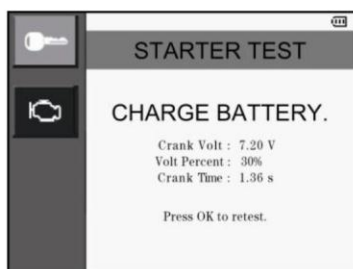 STARTER TEST
CHARGE BATTERY.
Crank Volt : 7.20 V
Volt Percent : 30%
Crank Time : 1.36 s
Press OK to retest.